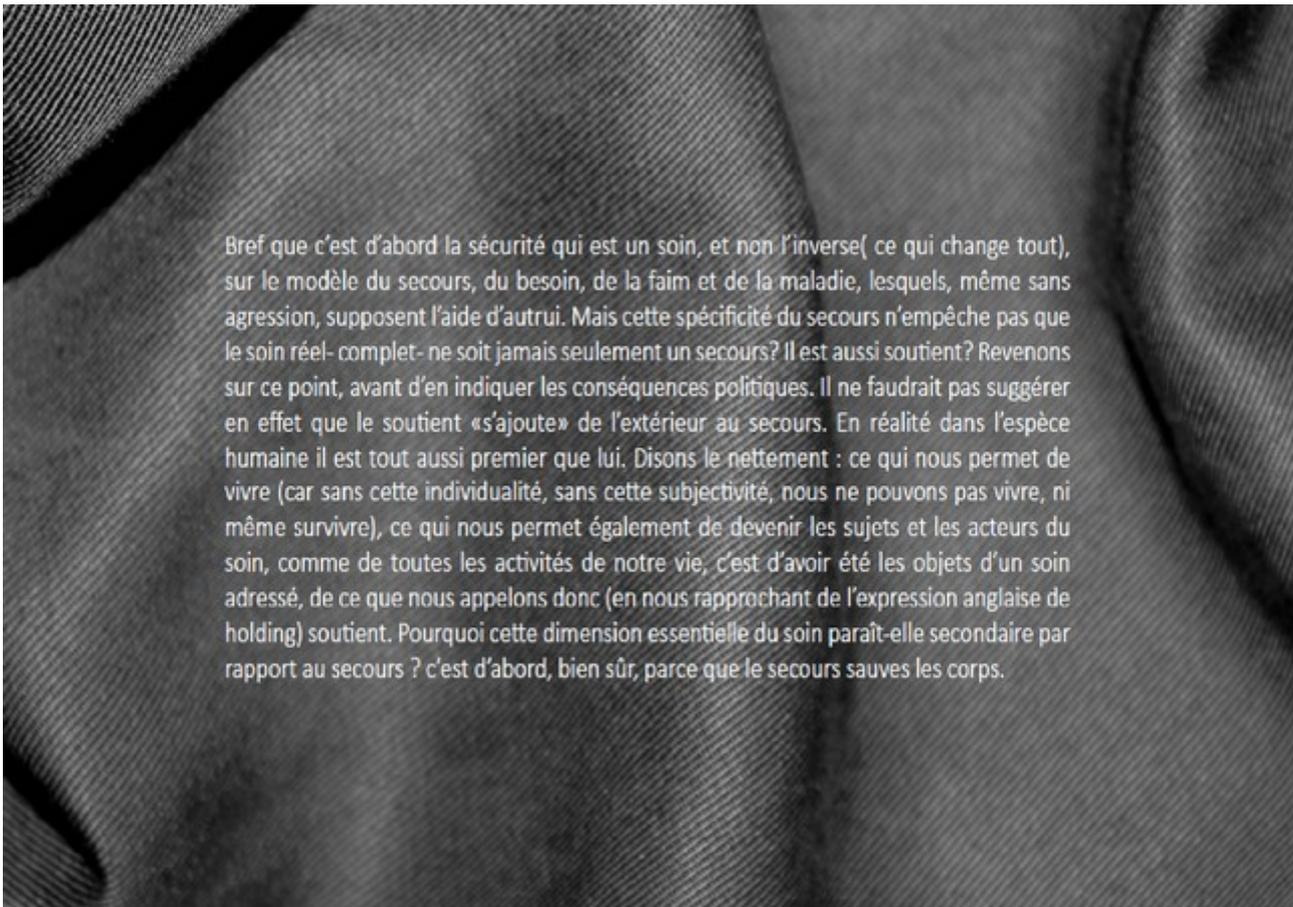 Bref que c'est d'abord la sécurité qui est un soin, et non l'inverse( ce qui change tout),
sur le modèle du secours, du besoin, de la faim et de la maladie, lesquels, même sans
agression, supposent l'aide d'autrui. Mais cette spécificité du secours n'empêche pas que
le soin réel- complet- ne soit jamais seulement un secours? Il est aussi soutient? Revenons
sur ce point, avant d'en indiquer les conséquences politiques. Il ne faudrait pas suggérer
en effet que le soutient «s'ajoute» de l'extérieur au secours. En réalité dans l'espèce
humaine il est tout aussi premier que lui. Disons le nettement : ce qui nous permet de
vivre (car sans cette individualité, sans cette subjectivité, nous ne pouvons pas vivre, ni
même survivre), ce qui nous permet également de devenir les sujets et les acteurs du
soin, comme de toutes les activités de notre vie, c'est d'avoir été les objets d'un soin
adressé, de ce que nous appelons donc (en nous rapprochant de l'expression anglaise de
holding) soutient. Pourquoi cette dimension essentielle du soin paraît-elle secondaire par
rapport au secours ? c'est d'abord, bien sûr, parce que le secours sauves les corps.